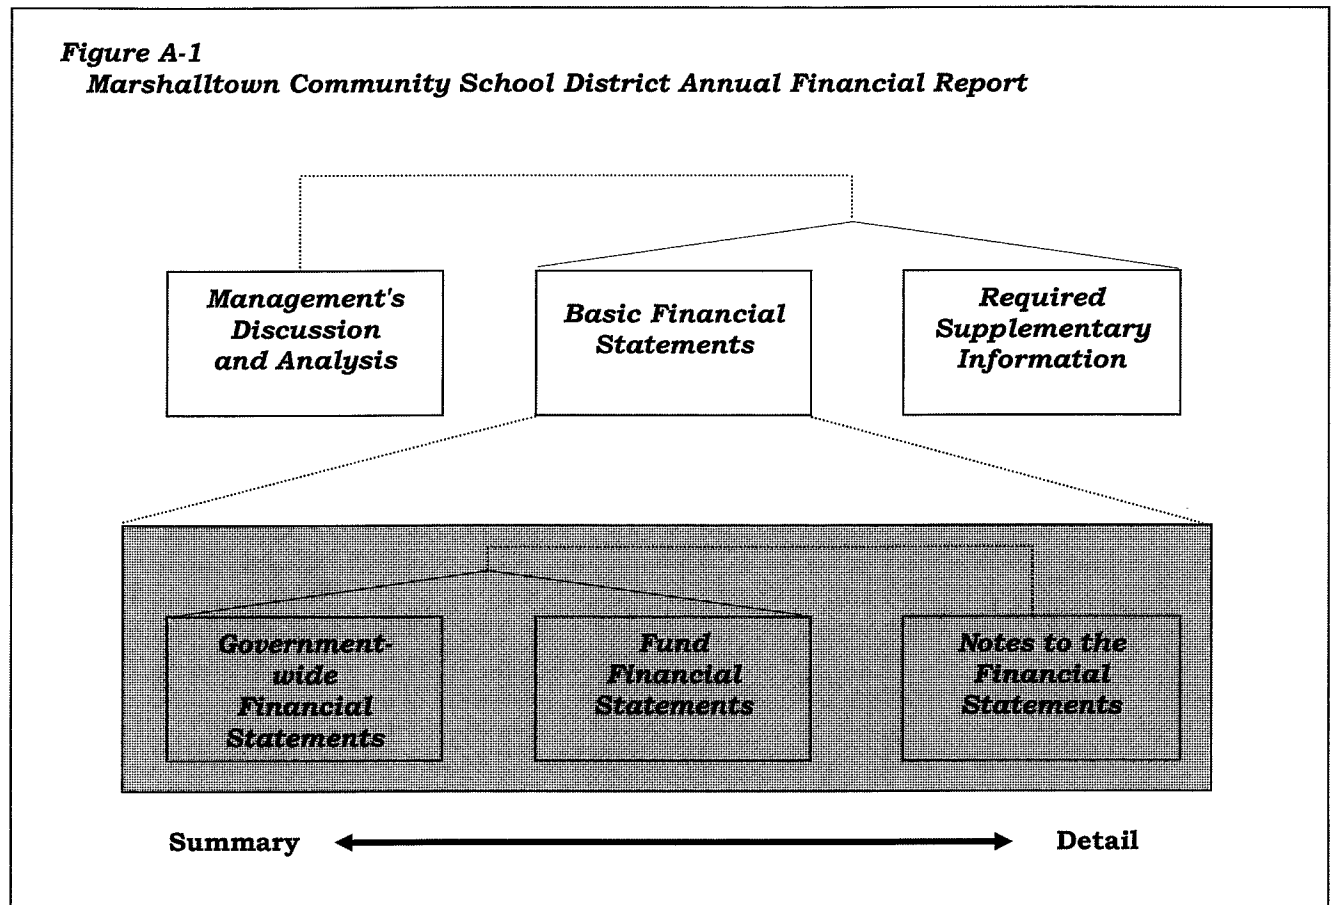 Figure A-1
Marshalltown Community School District Annual Financial Report
Management's
Discussion
and Analysis
Basic Financial
Statements
Required
Supplementary
Information
Government-
wide
Financial
Statements
Fund
Financial
Statements
Notes to the
Financial
Statements
Summary
Detail